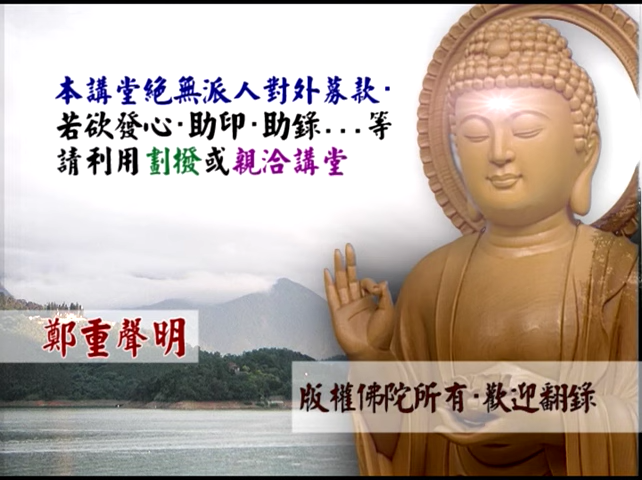 本講堂絕無派人對外募款·
若欲發心·助印·助錄...等
請利用劃撥或親洽講堂
鄭重聲明
版權佛陀所有·歡迎翻錄